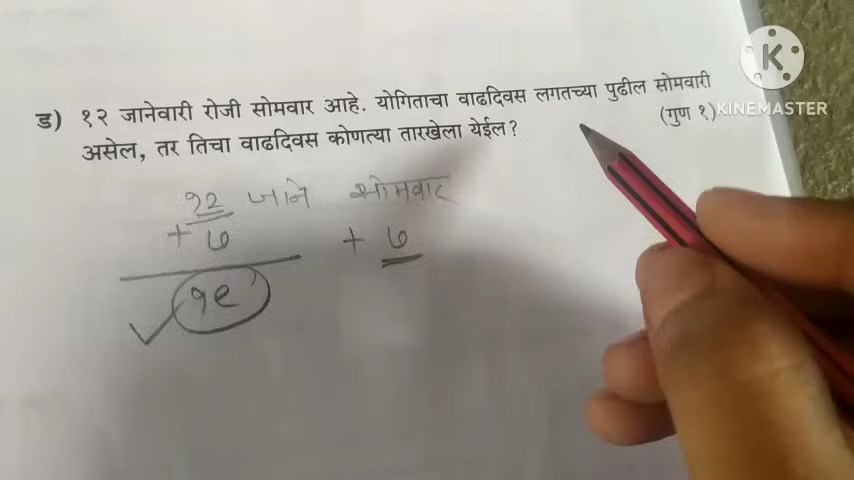 ड) १२ जानेवारी रोजी सोमवार आहे. योगिताचा वाढदिवस लगतच्या पुढील सोमवारी
असेल, तर तिचा वाढदिवस कोणत्या तारखेला येईल?
(गुण १)
K
KINEMASTER
१२ जाने सोमवार
+ ७ + ७
१९